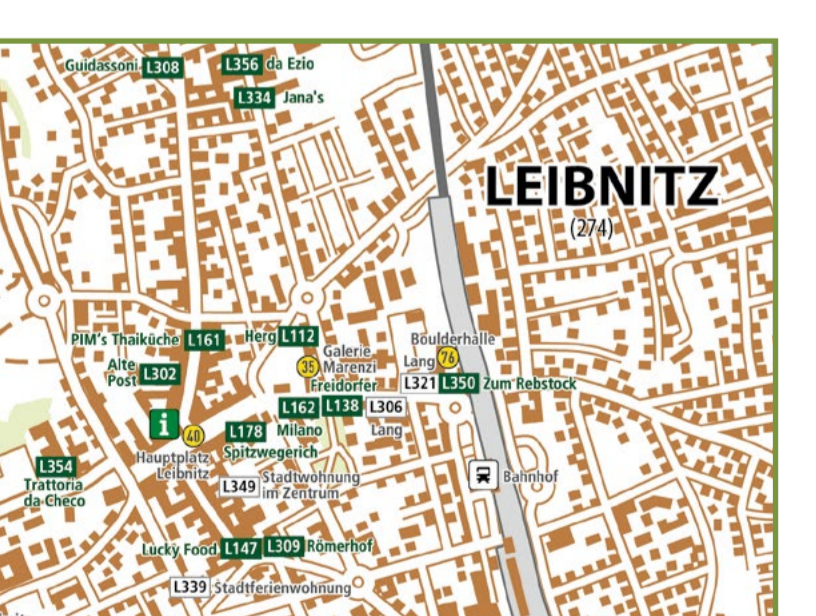 Guidassoni L308
L356 da Ezio
L334 Jana's
LEIBNITZ
(274)
PIM's Thaiküche L161
Herg L112
Boulderhalle
Lang 76
Alte
Post L302
35 Galerie
Marenzi
Freidorfer
L321 L350 Zum Rebstock
L162 L138 L306
Milano
Lang
i
40
Hauptplatz
Leibnitz
L178
Spitzwegerich
L354
Trattoria
da Checo
L349 Stadtwohnung
im Zentrum
Bahnhof
Lucky Food L147 L309 Römerhof
L339 Stadtferienwohnung